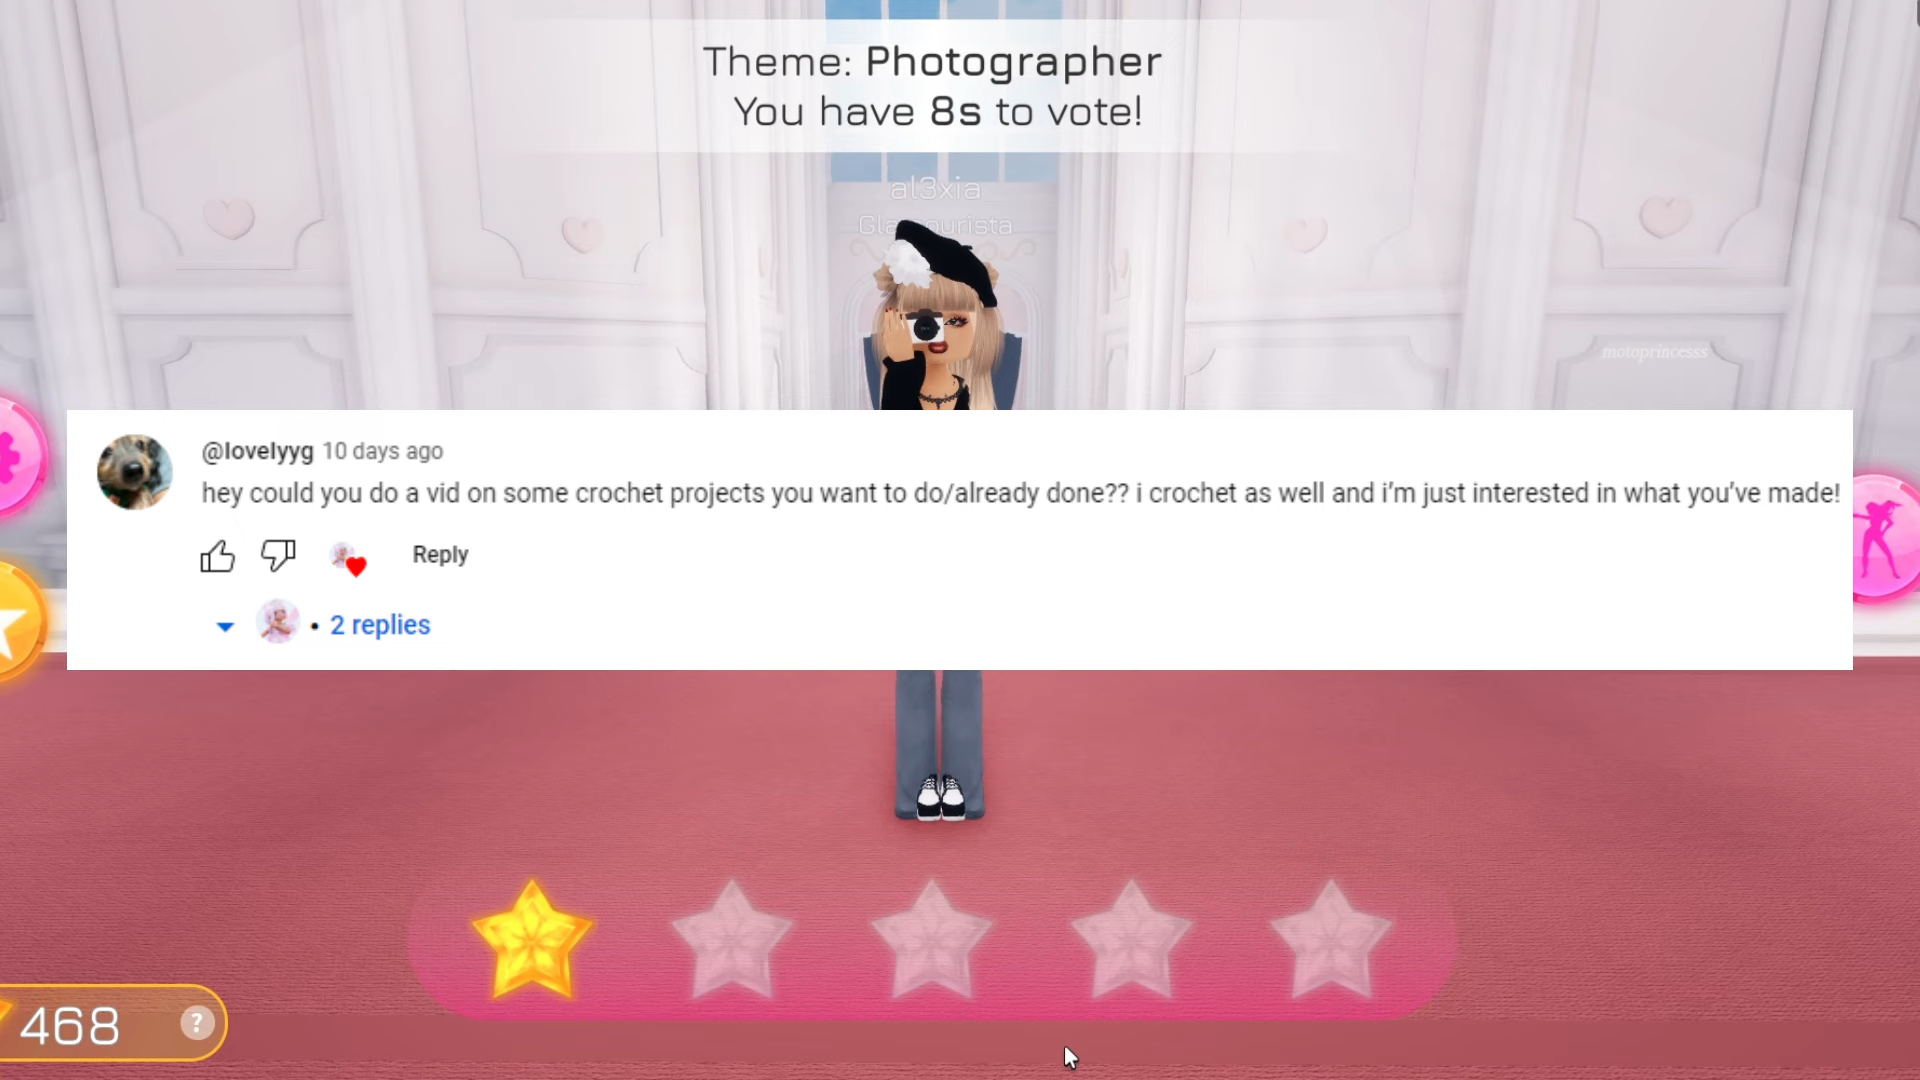 Theme: Photographer
You have 8s to vote!
al3xia
motoprincesss
@lovelyyg 10 days ago
hey could you do a vid on some crochet projects you want to do/already done?? i crochet as well and i'm just interested in what you've made!
Reply
• 2 replies
468
?